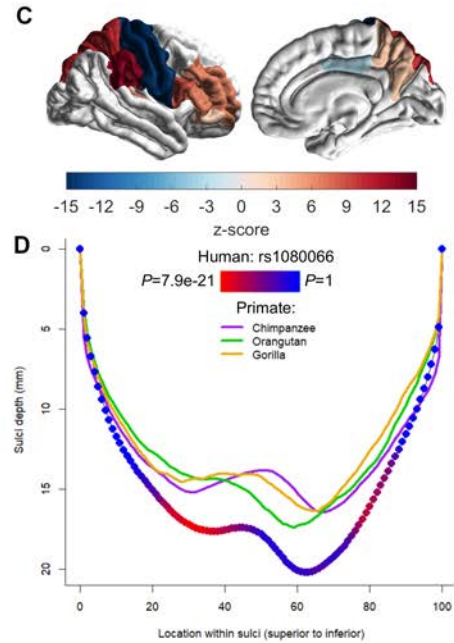 C
-15 -12 -9 -6 -3 0 3 6 9 12 15
z-score
D
Human: rs1080066
P=7.9e-21 P=1
Primate:
Chimpanzee
Orangutan
Gorilla
Sulci depth (mm)
0
5
10
15
20
0 20 40 60 80 100
Location within sulci (superior to inferior)